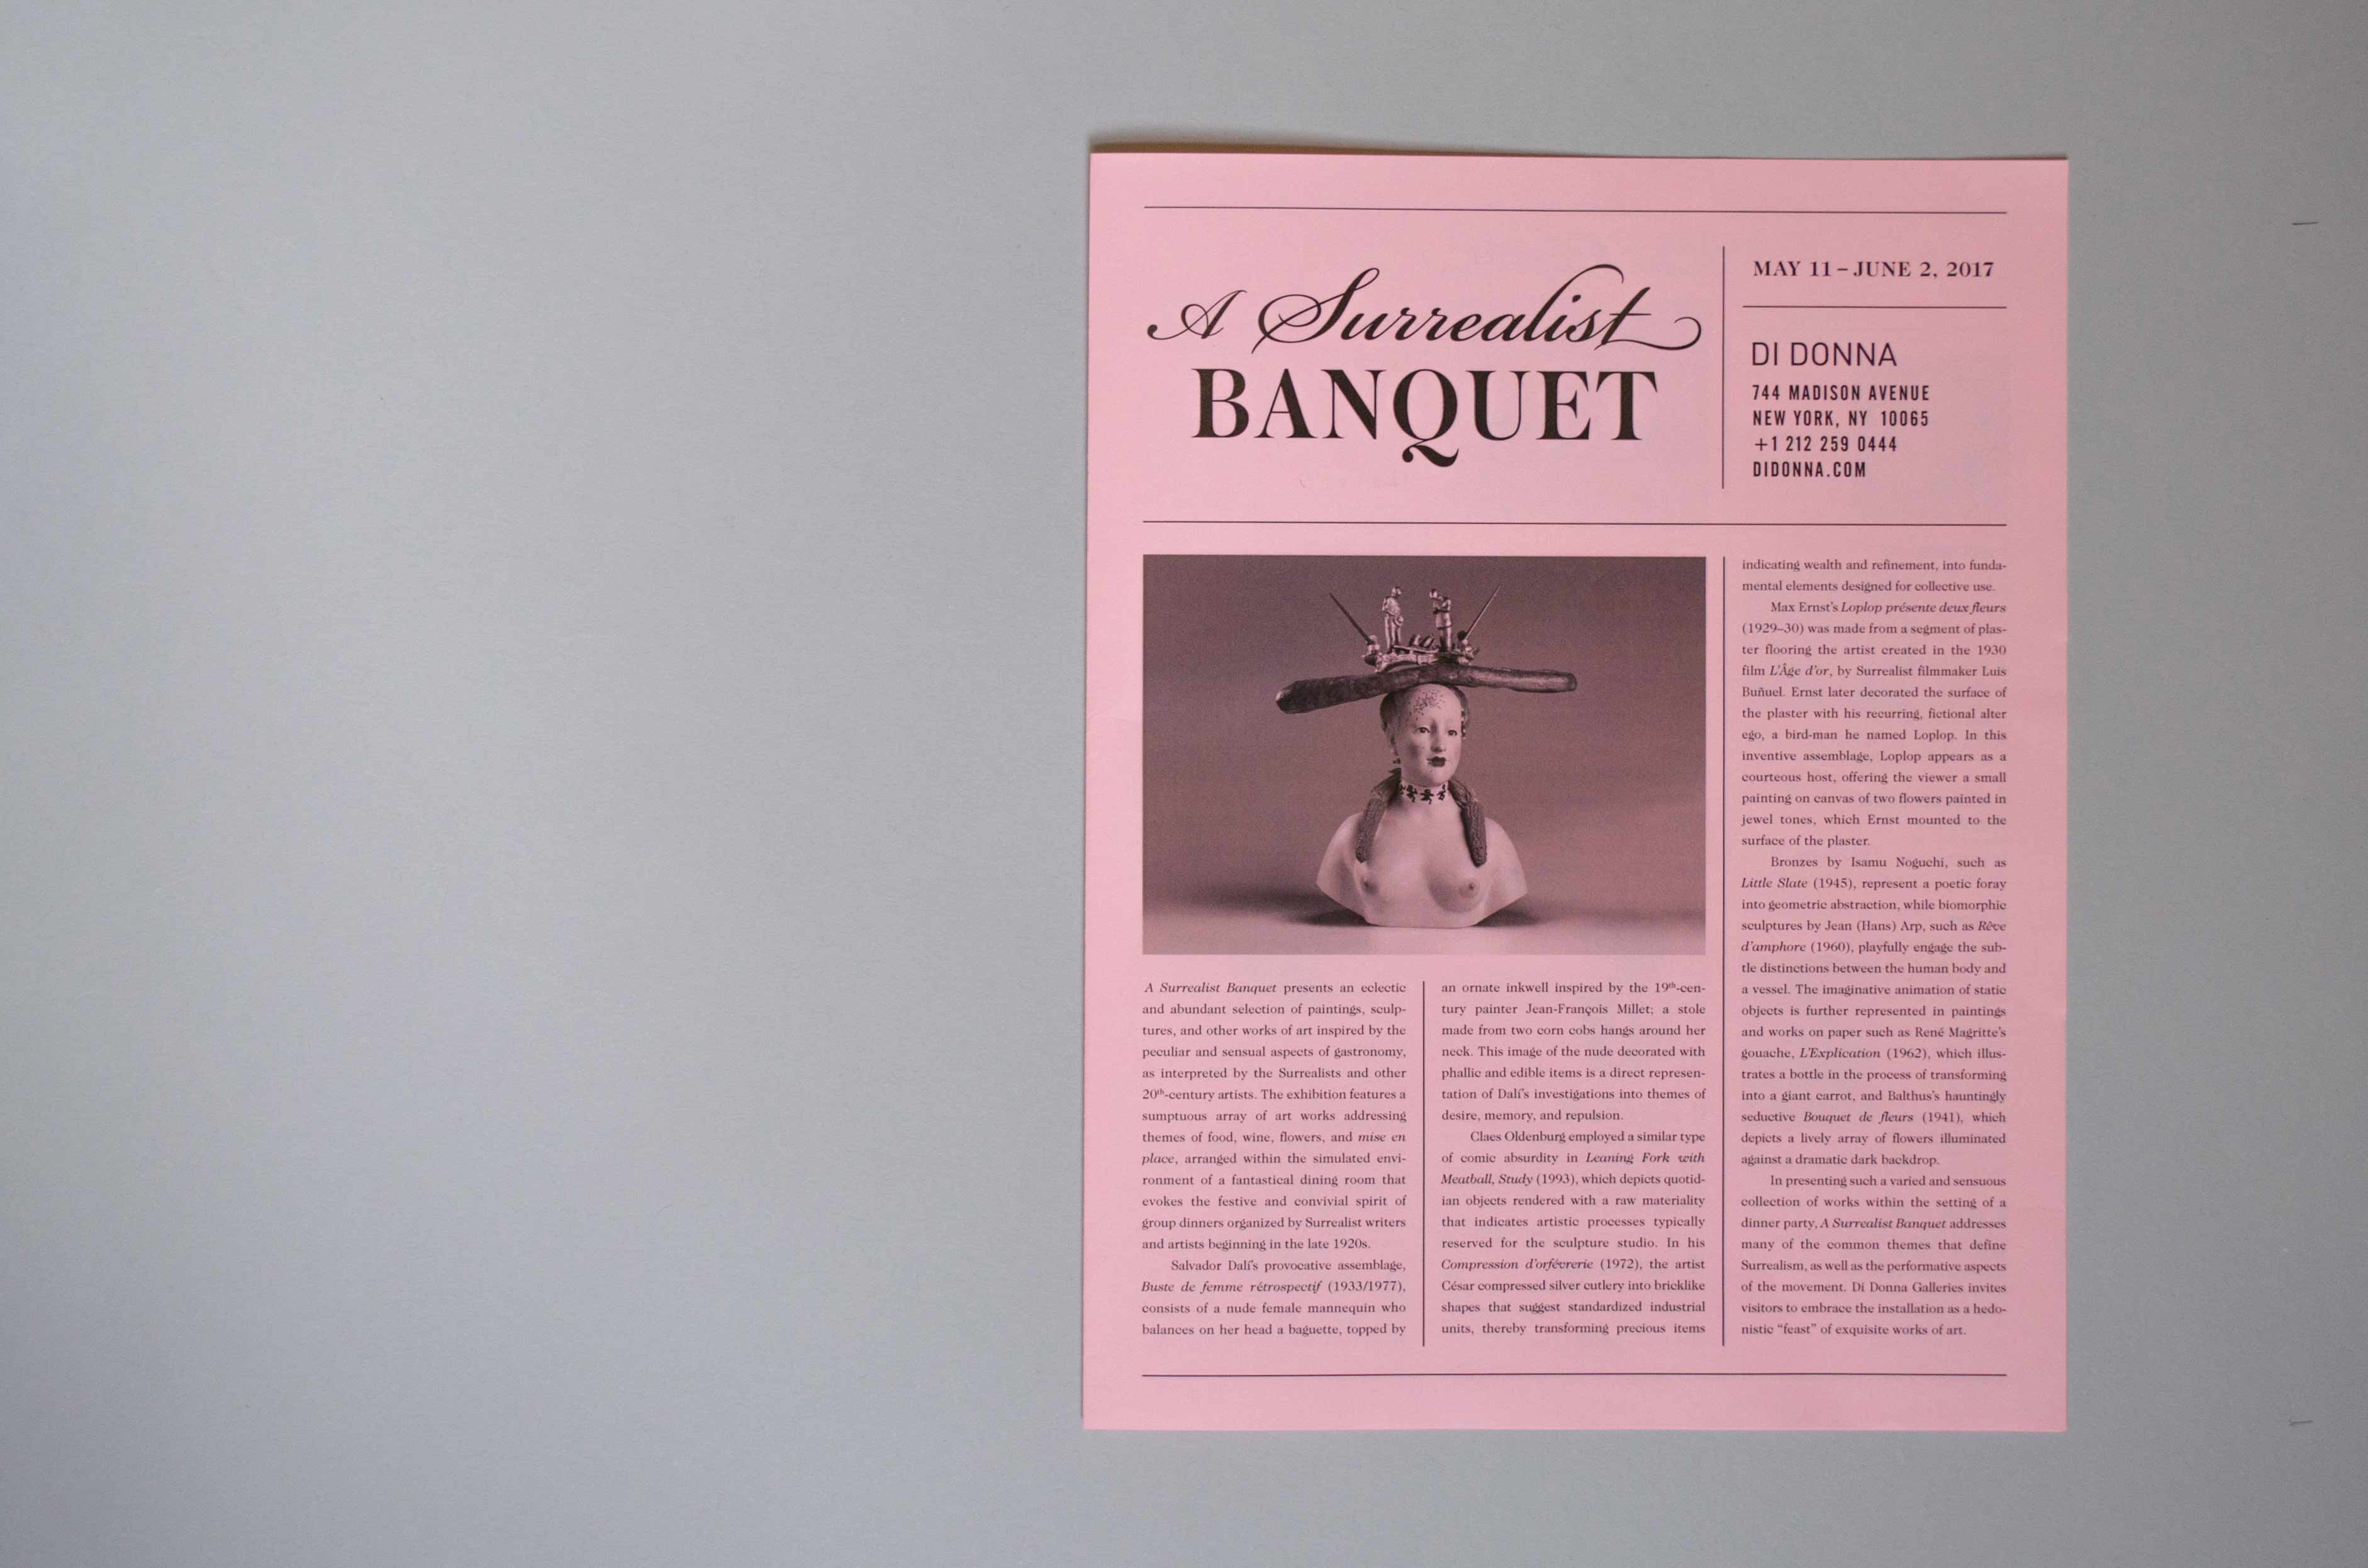 A Surrealist
BANQUET
MAY 11 – JUNE 2, 2017
DI DONNA
744 MADISON AVENUE
NEW YORK, NY 10065
+1 212 259 0444
DIDONNA.COM
A Surrealist Banquet presents an eclectic
and abundant selection of paintings, sculp-
tures, and other works of art inspired by the
peculiar and sensual aspects of gastronomy,
as interpreted by the Surrealists and other
20th-century artists. The exhibition features a
sumptuous array of art works addressing
themes of food, wine, flowers, and mise en
place, arranged within the simulated envi-
ronment of a fantastical dining room that
evokes the festive and convivial spirit of
group dinners organized by Surrealist writers
and artists beginning in the late 1920s.
Salvador Dalí's provocative assemblage,
Buste de femme rétrospectif (1933/1977),
consists of a nude female mannequin who
balances on her head a baguette, topped by
an ornate inkwell inspired by the 19th-cen-
tury painter Jean-François Millet; a stole
made from two corn cobs hangs around her
neck. This image of the nude decorated with
phallic and edible items is a direct represen-
tation of Dalí's investigations into themes of
desire, memory, and repulsion.
Claes Oldenburg employed a similar type
of comic absurdity in Leaning Fork with
Meatball, Study (1993), which depicts quotid-
ian objects rendered with a raw materiality
that indicates artistic processes typically
reserved for the sculpture studio. In his
Compression d'orfévrerie (1972), the artist
César compressed silver cutlery into bricklike
shapes that suggest standardized industrial
units, thereby transforming precious items
indicating wealth and refinement, into funda-
mental elements designed for collective use.
Max Ernst's Loplop présente deux fleurs
(1929–30) was made from a segment of plas-
ter flooring the artist created in the 1930
film L'Âge d'or, by Surrealist filmmaker Luis
Buñuel. Ernst later decorated the surface of
the plaster with his recurring, fictional alter
ego, a bird-man he named Loplop. In this
inventive assemblage, Loplop appears as a
courteous host, offering the viewer a small
painting on canvas of two flowers painted in
jewel tones, which Ernst mounted to the
surface of the plaster.
Bronzes by Isamu Noguchi, such as
Little Slate (1945), represent a poetic foray
into geometric abstraction, while biomorphic
sculptures by Jean (Hans) Arp, such as Rêve
d'amphore (1960), playfully engage the sub-
tle distinctions between the human body and
a vessel. The imaginative animation of static
objects is further represented in paintings
and works on paper such as René Magritte's
gouache, L'Explication (1962), which illus-
trates a bottle in the process of transforming
into a giant carrot, and Balthus's hauntingly
seductive Bouquet de fleurs (1941), which
depicts a lively array of flowers illuminated
against a dramatic dark backdrop.
In presenting such a varied and sensuous
collection of works within the setting of a
dinner party, A Surrealist Banquet addresses
many of the common themes that define
Surrealism, as well as the performative aspects
of the movement. Di Donna Galleries invites
visitors to embrace the installation as a hedo-
nistic “feast” of exquisite works of art.